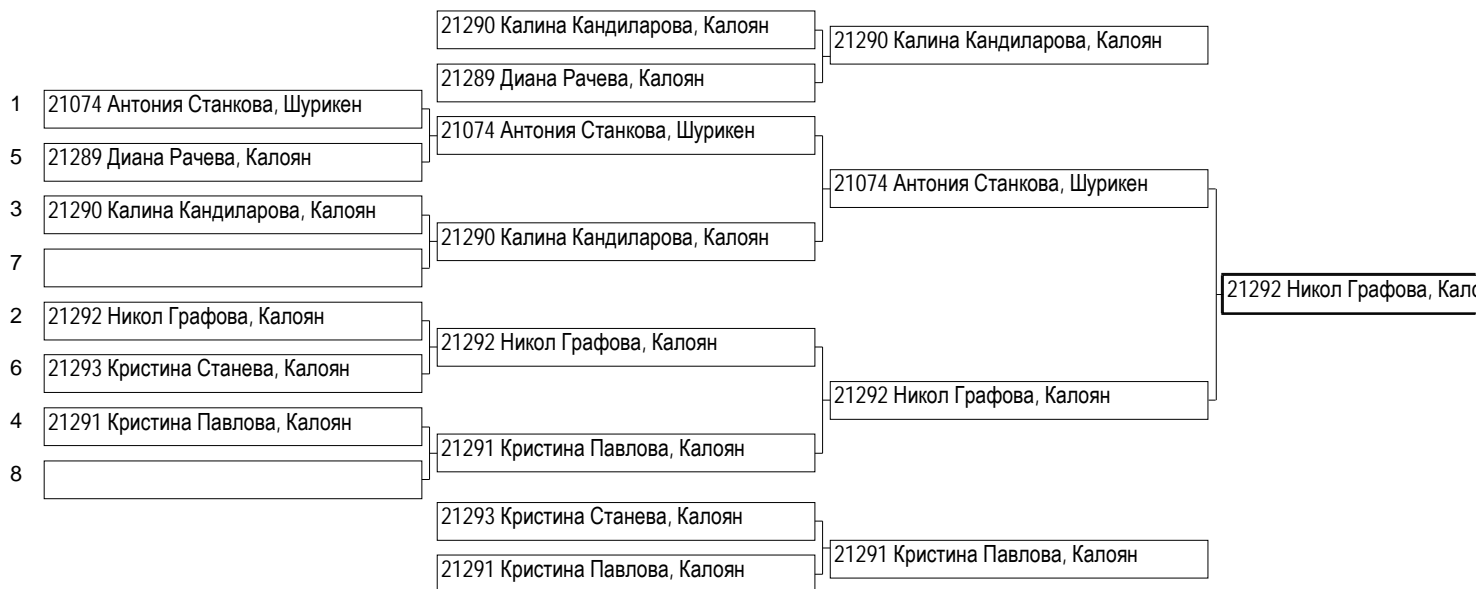 21290 Калина Кандиларова, Калоян
21290 Калина Кандиларова, Калоян
21289 Диана Рачева, Калоян
1 21074 Антония Станкова, Шурикен
21074 Антония Станкова, Шурикен
5 21289 Диана Рачева, Калоян
21074 Антония Станкова, Шурикен
3 21290 Калина Кандиларова, Калоян
21290 Калина Кандиларова, Калоян
7
21292 Никол Графова, Кало
2 21292 Никол Графова, Калоян
21292 Никол Графова, Калоян
6 21293 Кристина Станева, Калоян
21292 Никол Графова, Калоян
4 21291 Кристина Павлова, Калоян
21291 Кристина Павлова, Калоян
8
21293 Кристина Станева, Калоян
21291 Кристина Павлова, Калоян
21291 Кристина Павлова, Калоян